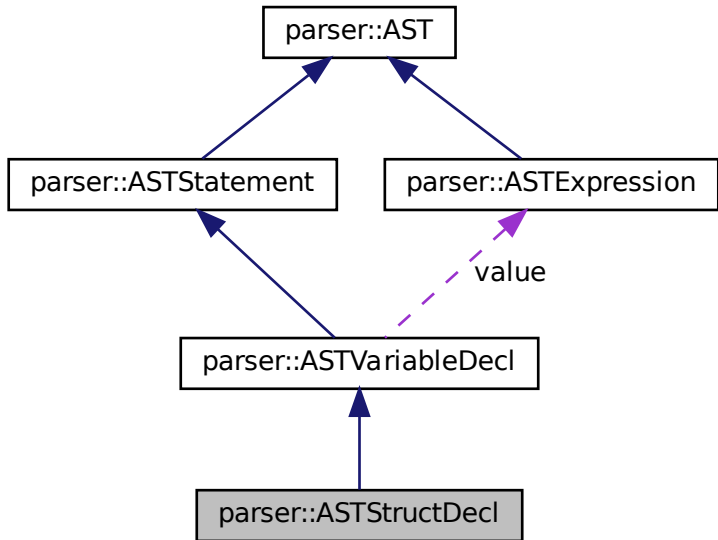 parser::AST
parser::ASTStatement
parser::ASTExpression
value
parser::ASTVariableDecl
parser::ASTStructDecl